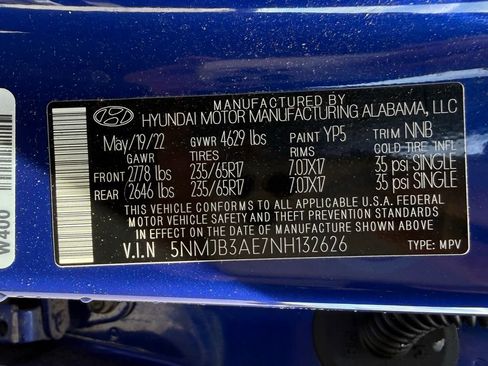 MANUFACTURED BY
HYUNDAI MOTOR MANUFACTURING ALABAMA, LLC
May/19/22 GVWR 4629 lbs PAINT YP5 TRIM NNB
GAWR TIRES RIMS COLD TIRE INFL
FRONT 2778 lbs 235/65R17 7.0JX17 35 psi SINGLE
REAR 2646 lbs 235/65R17 7.0JX17 35 psi SINGLE
THIS VEHICLE CONFORMS TO ALL APPLICABLE U.S.A. FEDERAL
MOTOR VEHICLE SAFETY AND THEFT PREVENTION STANDARDS
IN EFFECT ON THE DATE OF MANUFACTURE SHOWN ABOVE.
V.I.N 5NMJB3AE7NH132626 TYPE: MPV
W400